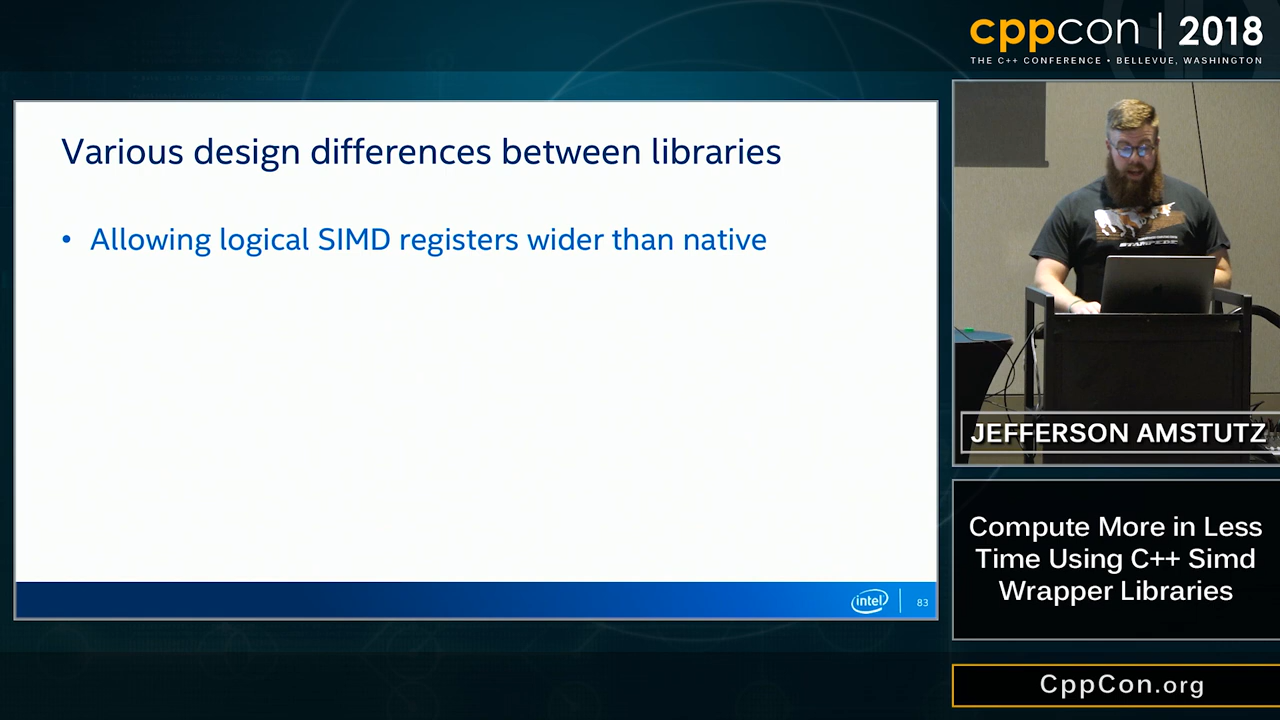 cppcon | 2018
THE C++ CONFERENCE • BELLEVUE, WASHINGTON
Various design differences between libraries
• Allowing logical SIMD registers wider than native
intel
83
STAMPEDE
JEFFERSON AMSTUTZ
Compute More in Less
Time Using C++ Simd
Wrapper Libraries
CppCon.org